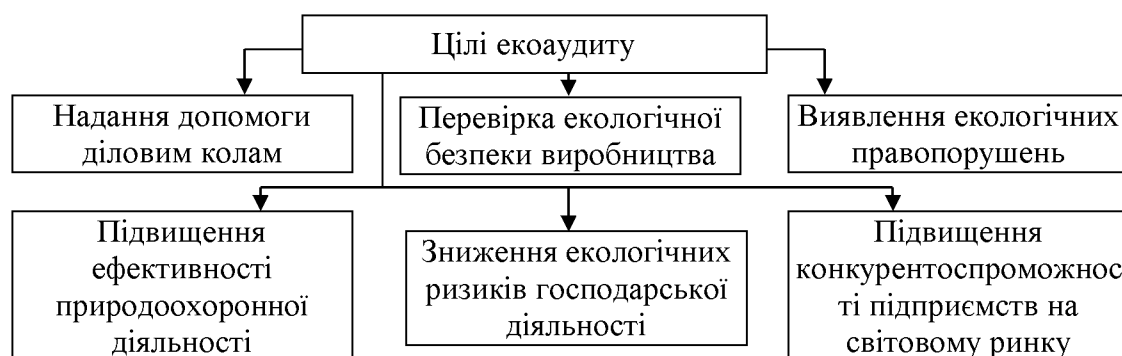 Цілі екоаудиту
Надання допомоги
діловим колам
Перевірка екологічної
безпеки виробництва
Виявлення екологічних
правопорушень
Підвищення
ефективності
природоохоронної
діяльності
Зниження екологічних
ризиків господарської
діяльності
Підвищення
конкурентоспроможнос
ті підприємств на
світовому ринку